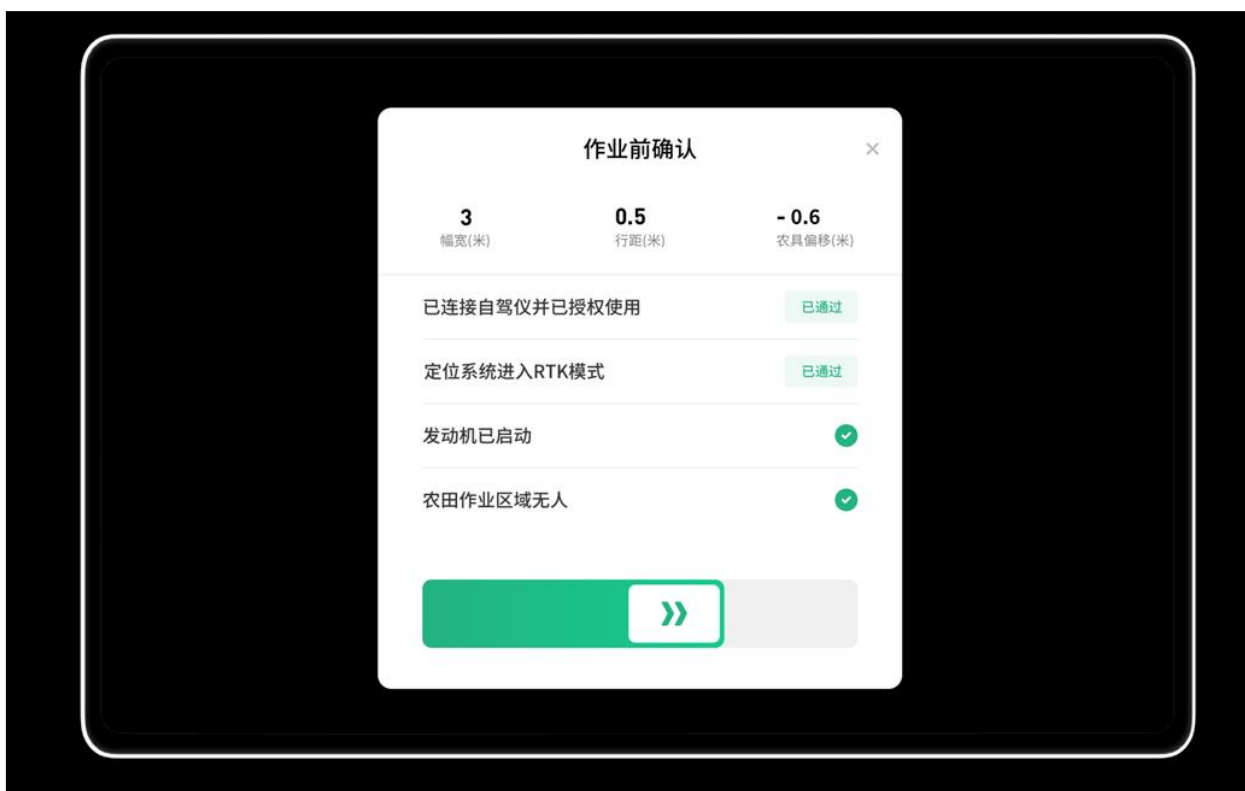 作业前确认
3 0.5 - 0.6
幅宽(米) 行距(米) 农具偏移(米)
已连接自驾仪并已授权使用 已通过
定位系统进入RTK模式 已通过
发动机已启动
农田作业区域无人